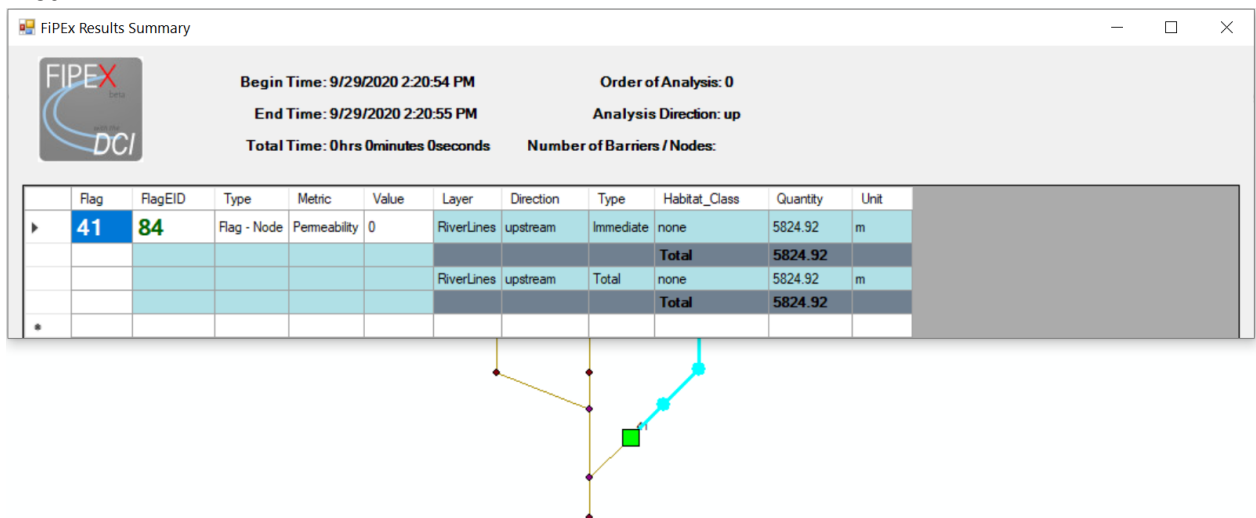 FiPEx Results Summary
FIPEX
beta
DCI
Begin Time: 9/29/2020 2:20:54 PM
Order of Analysis: 0
End Time: 9/29/2020 2:20:55 PM
Analysis Direction: up
Total Time: 0hrs 0minutes 0seconds
Number of Barriers / Nodes:
Flag FlagEID Type Metric Value Layer Direction Type Habitat_Class Quantity Unit
41 84 Flag - Node Permeability 0 RiverLines upstream Immediate none 5824.92 m
Total 5824.92
RiverLines upstream Total none 5824.92 m
Total 5824.92